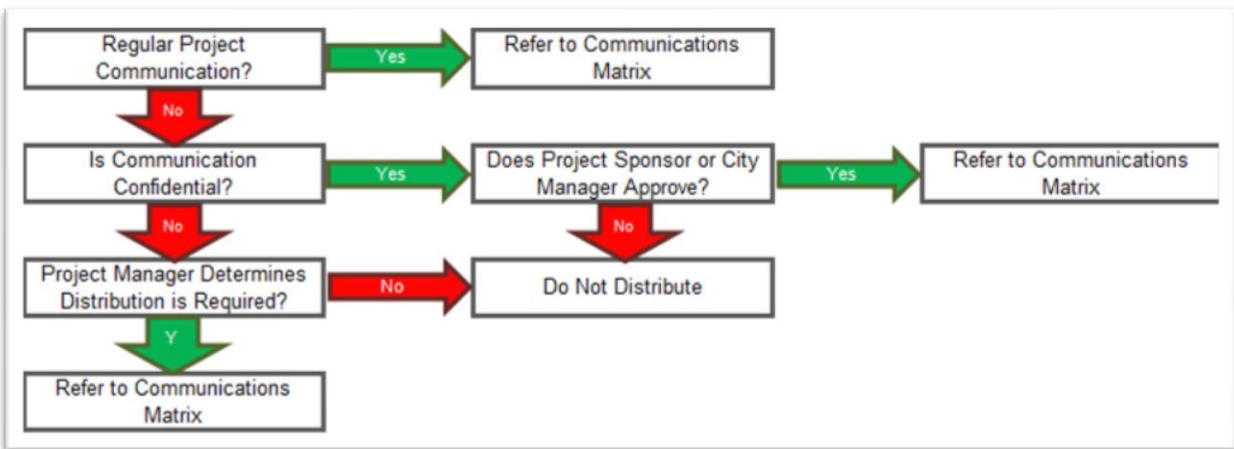 Regular Project
Communication?
Yes
Refer to Communications
Matrix
No
Is Communication
Confidential?
Yes
Does Project Sponsor or City
Manager Approve?
Yes
Refer to Communications
Matrix
No
No
Project Manager Determines
Distribution is Required?
No
Do Not Distribute
Y
Refer to Communications
Matrix